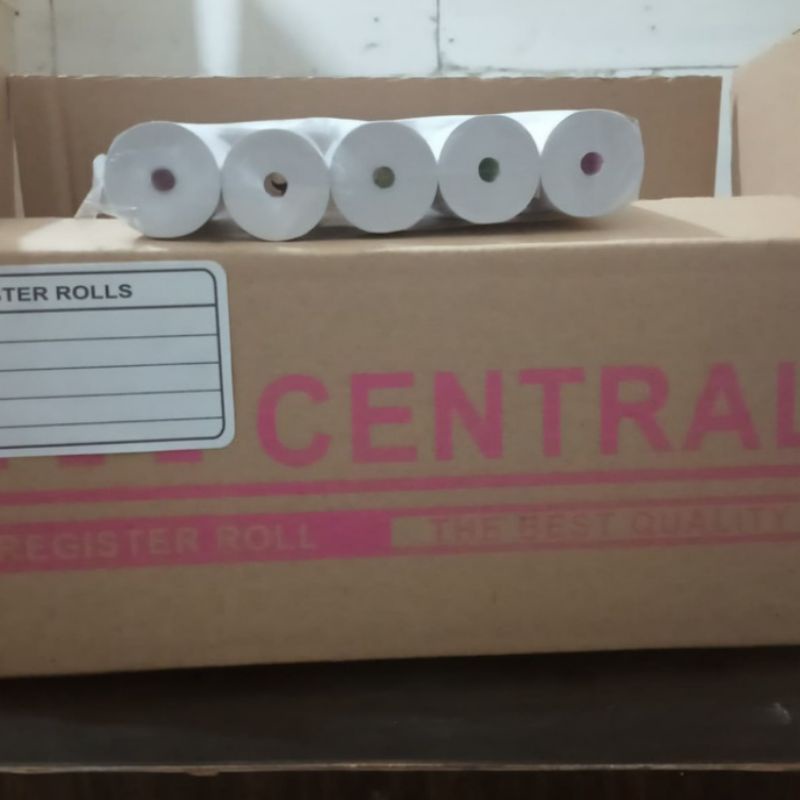 STER ROLLS
CENTRAL
REGISTER ROLL
THE BEST QUALITY